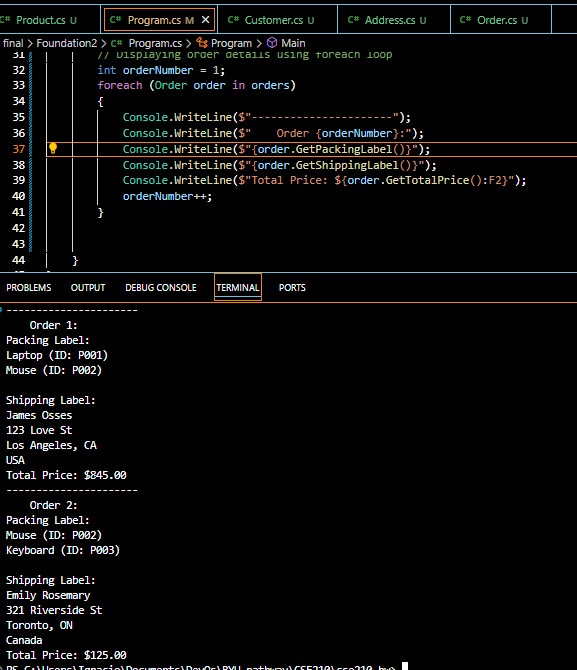 C# Product.cs U C# Program.cs M X C# Customer.cs U C# Address.cs U C# Order.cs U
final > Foundation2 > C# Program.cs > Program > Main
31 // Displaying order details using foreach loop
32 int orderNumber = 1;
33 foreach (Order order in orders)
34 {
35 Console.WriteLine($"-----------------------");
36 Console.WriteLine($"    Order {orderNumber}:");
37 Console.WriteLine($"{order.GetPackingLabel()}");
38 Console.WriteLine($"{order.GetShippingLabel()}");
39 Console.WriteLine($"Total Price: ${order.GetTotalPrice():F2}");
40 orderNumber++;
41 }
42
43
44 }
PROBLEMS OUTPUT DEBUG CONSOLE TERMINAL PORTS
----------------------
Order 1:
Packing Label:
Laptop (ID: P001)
Mouse (ID: P002)
Shipping Label:
James Osses
123 Love St
Los Angeles, CA
USA
Total Price: $845.00
----------------------
Order 2:
Packing Label:
Mouse (ID: P002)
Keyboard (ID: P003)
Shipping Label:
Emily Rosemary
321 Riverside St
Toronto, ON
Canada
Total Price: $125.00
PS C:\Users\Ignacio\Documents\DevOps\BYU-pathway\CSE210\cse210-hw>